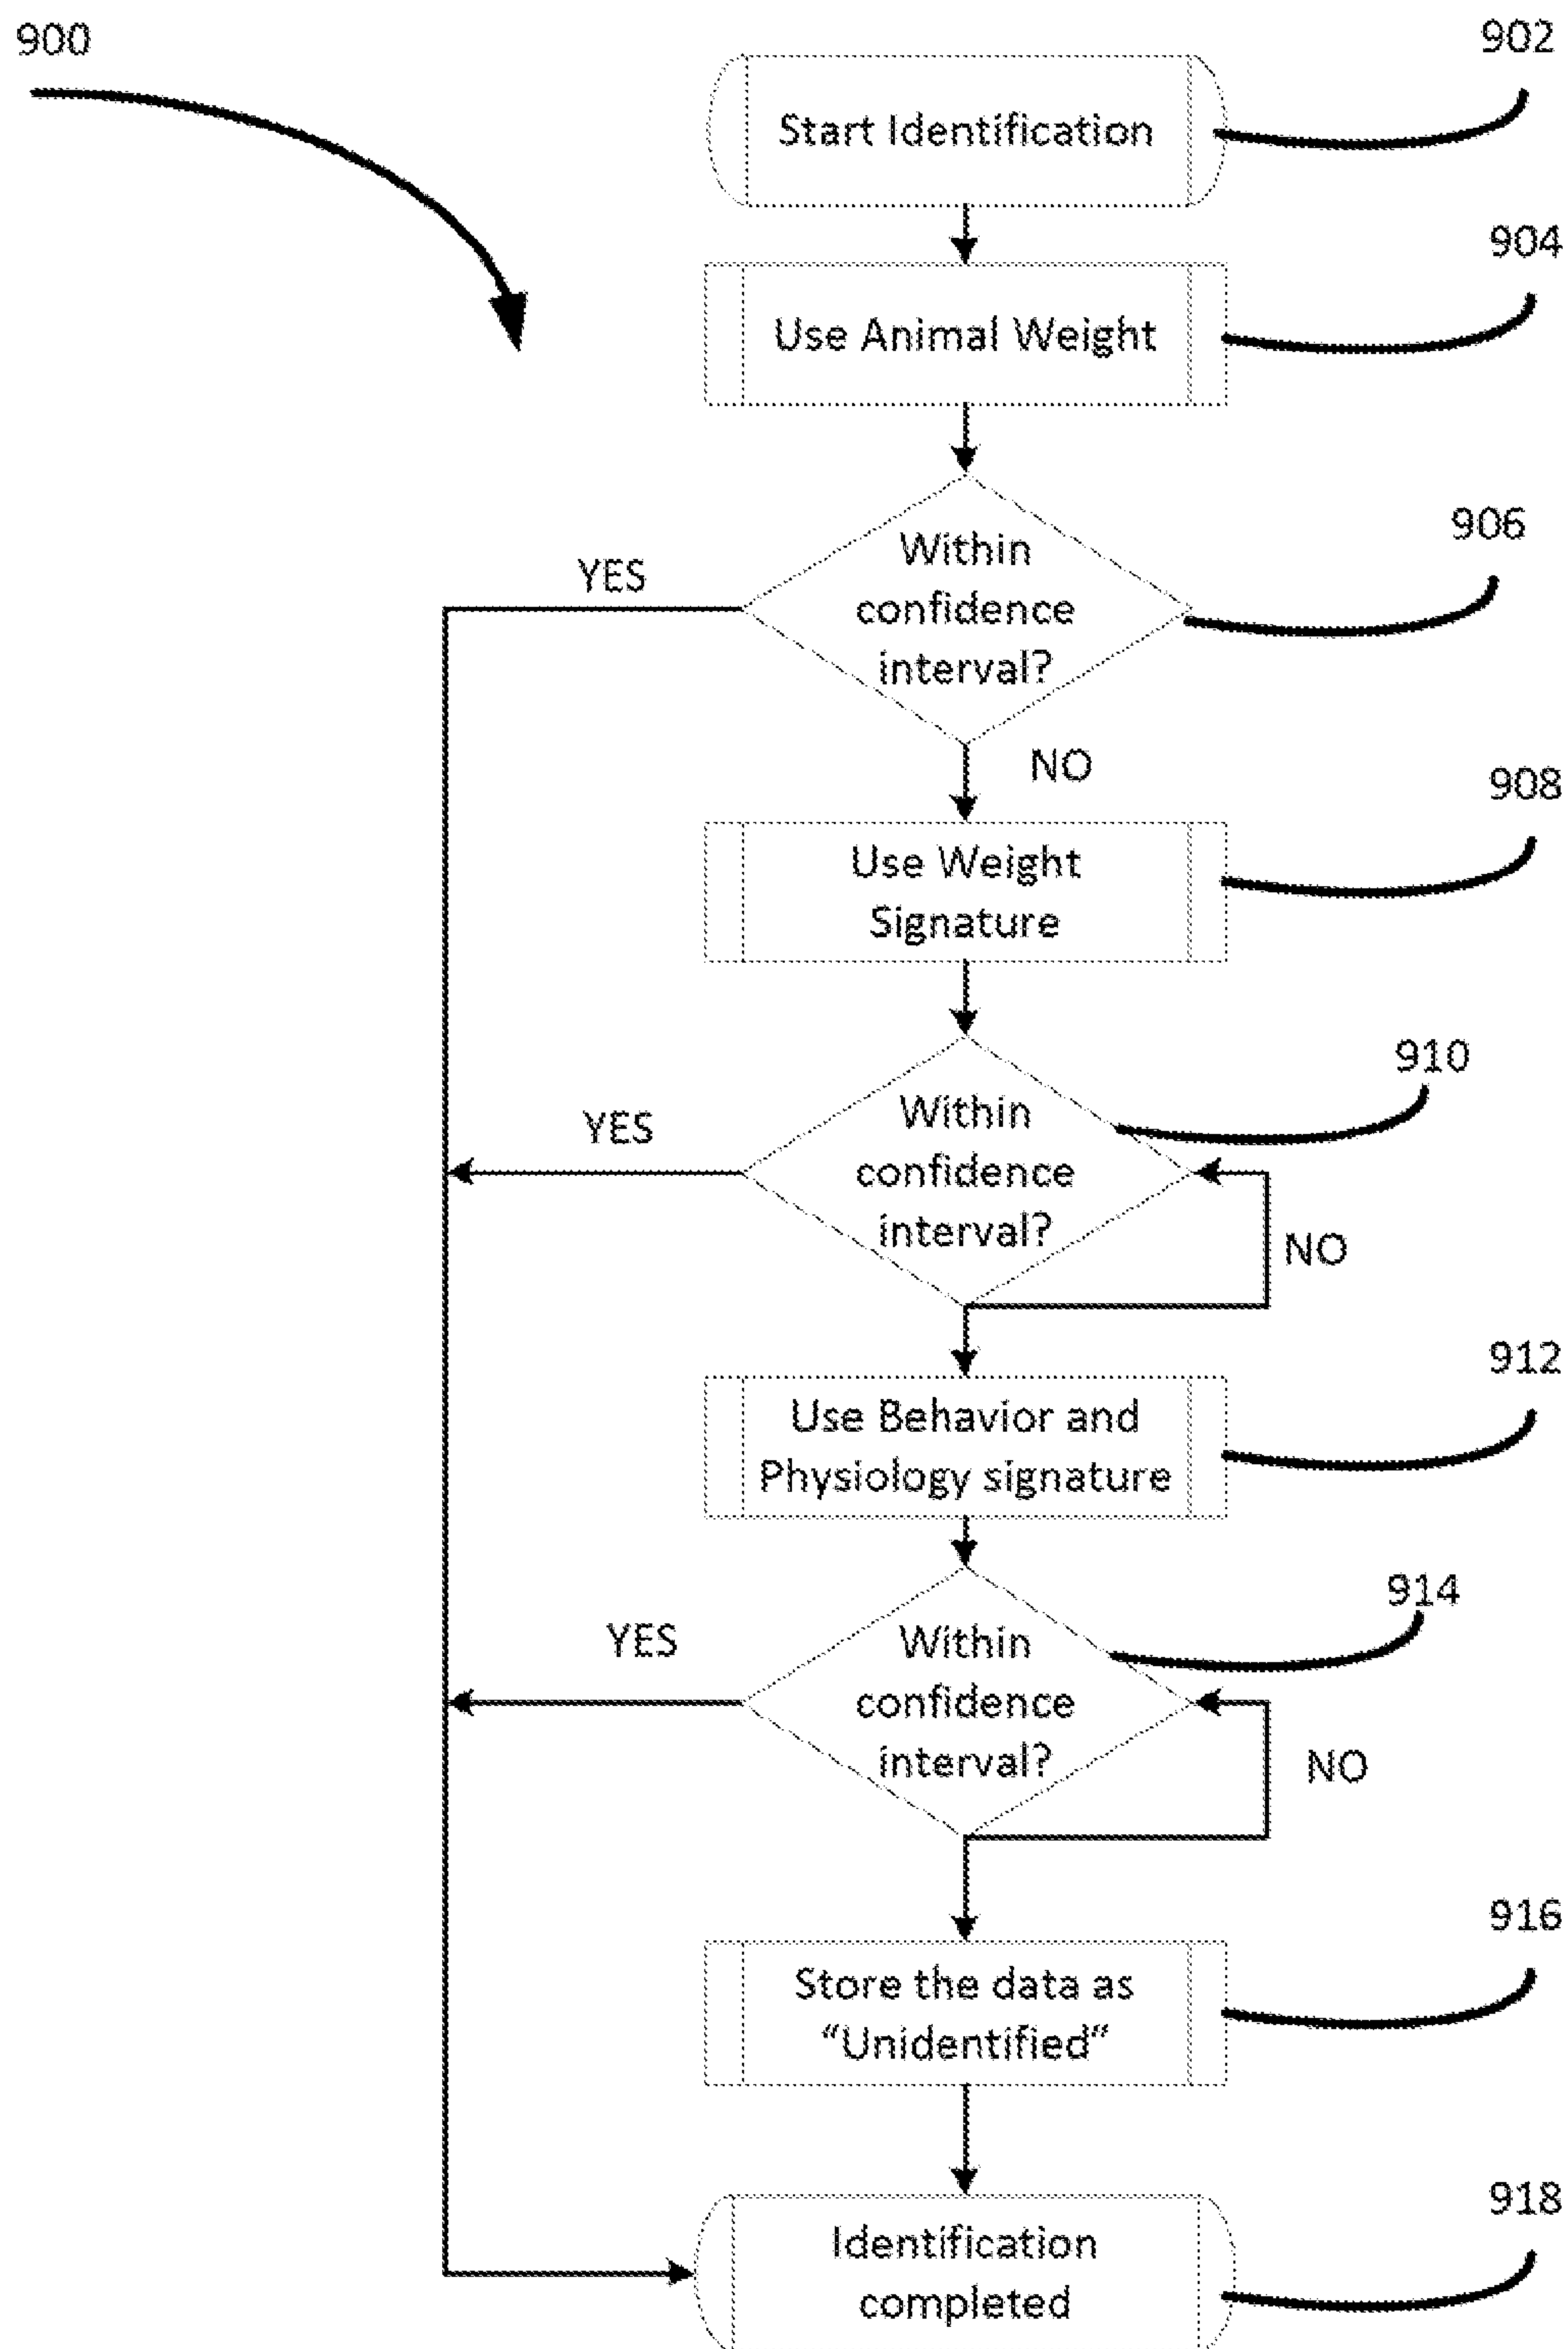 900
902
Start Identification
904
Use Animal Weight
906
Within
confidence
interval?
YES
NO
908
Use Weight
Signature
910
Within
confidence
interval?
YES
NO
912
Use Behavior and
Physiology signature
914
Within
confidence
interval?
YES
NO
916
Store the data as
“Unidentified“
918
Identification
completed